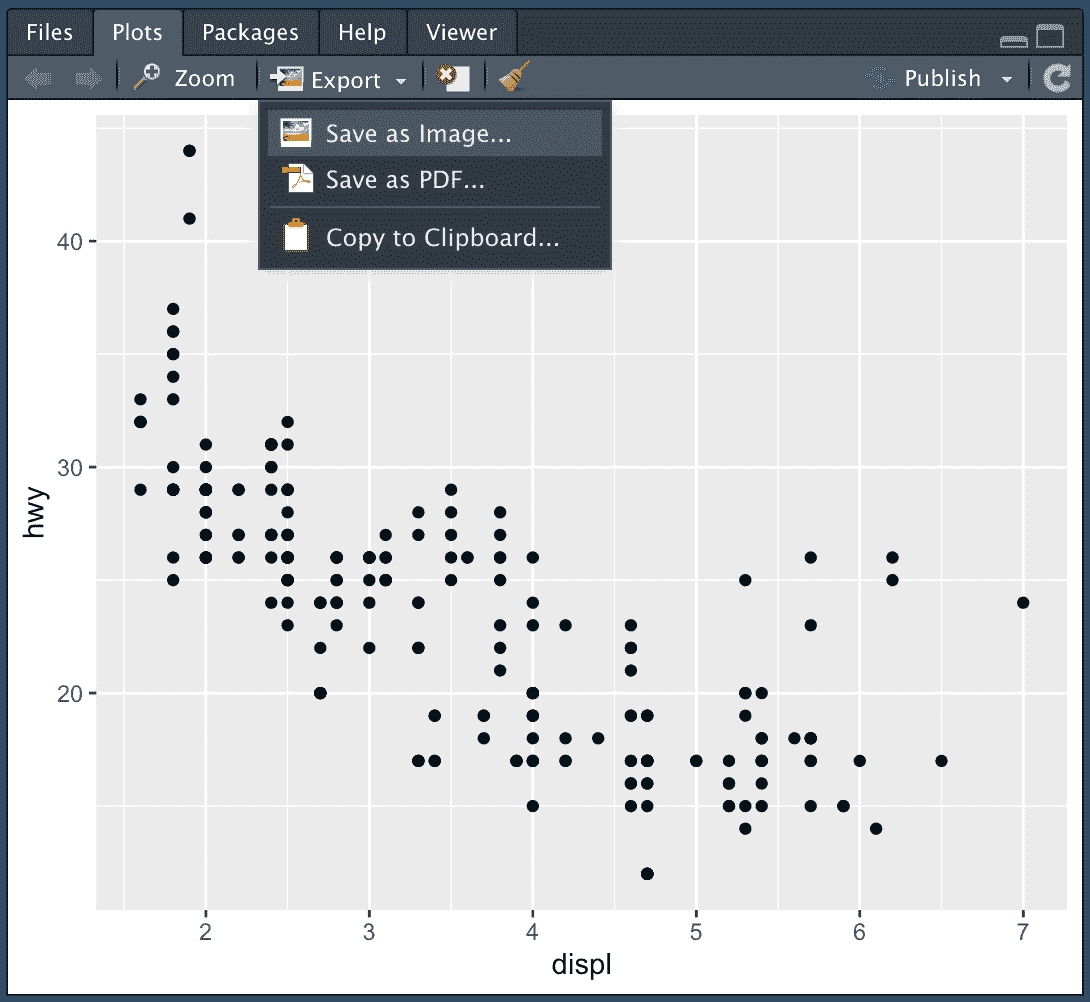 Files Plots Packages Help Viewer
Zoom Export Publish
Save as Image...
Save as PDF...
Copy to Clipboard...
40
30
20
hwy
2 3 4 5 6 7
displ